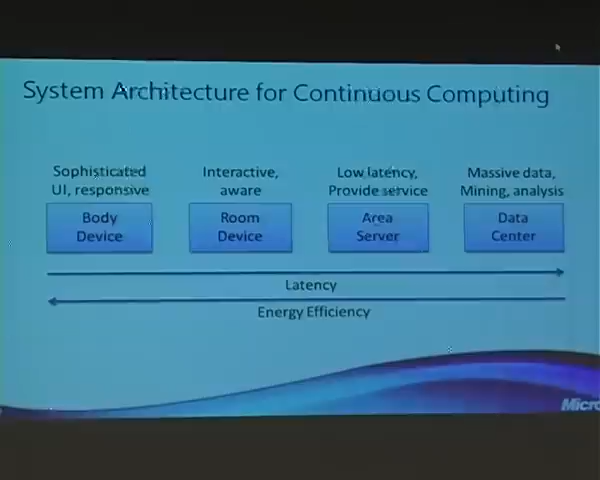 System Architecture for Continuous Computing
Sophisticated
UI, responsive
Interactive,
aware
Low latency,
Provide service
Massive data,
Mining, analysis
Body
Device
Room
Device
Area
Server
Data
Center
Latency
Energy Efficiency
Micro